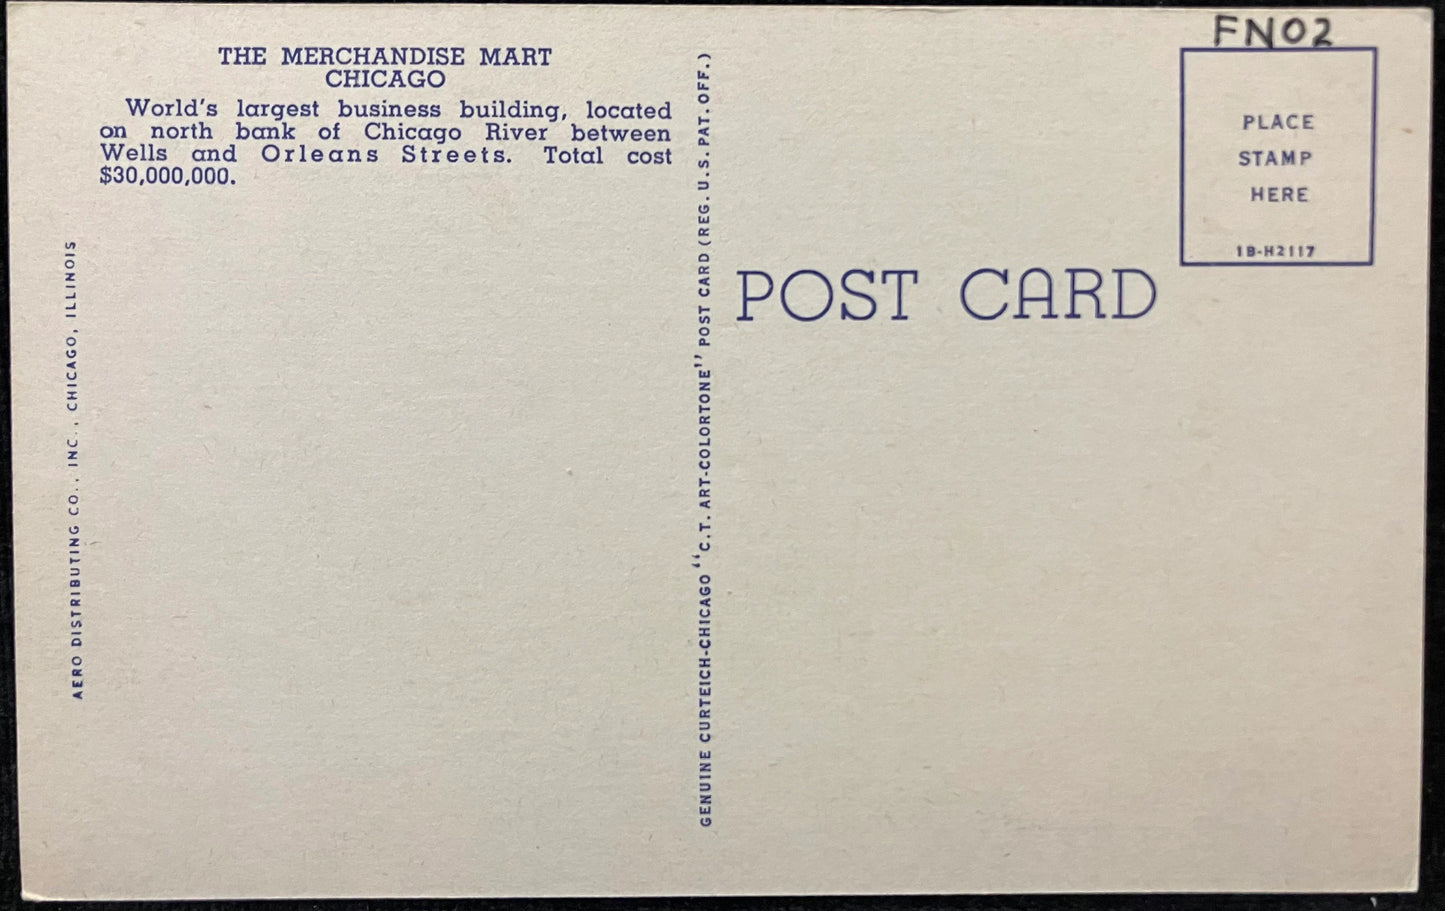 FNO2
THE MERCHANDISE MART
CHICAGO
World's largest business building, located
on north bank of Chicago River between
Wells and Orleans Streets. Total cost
$30,000,000.
AERO DISTRIBUTING CO., INC., CHICAGO, ILLINOIS
GENUINE CURTEICH-CHICAGO "C.T. ART-COLORTONE" POST CARD (REG. U.S. PAT. OFF.)
POST CARD
PLACE
STAMP
HERE
1B-H2117